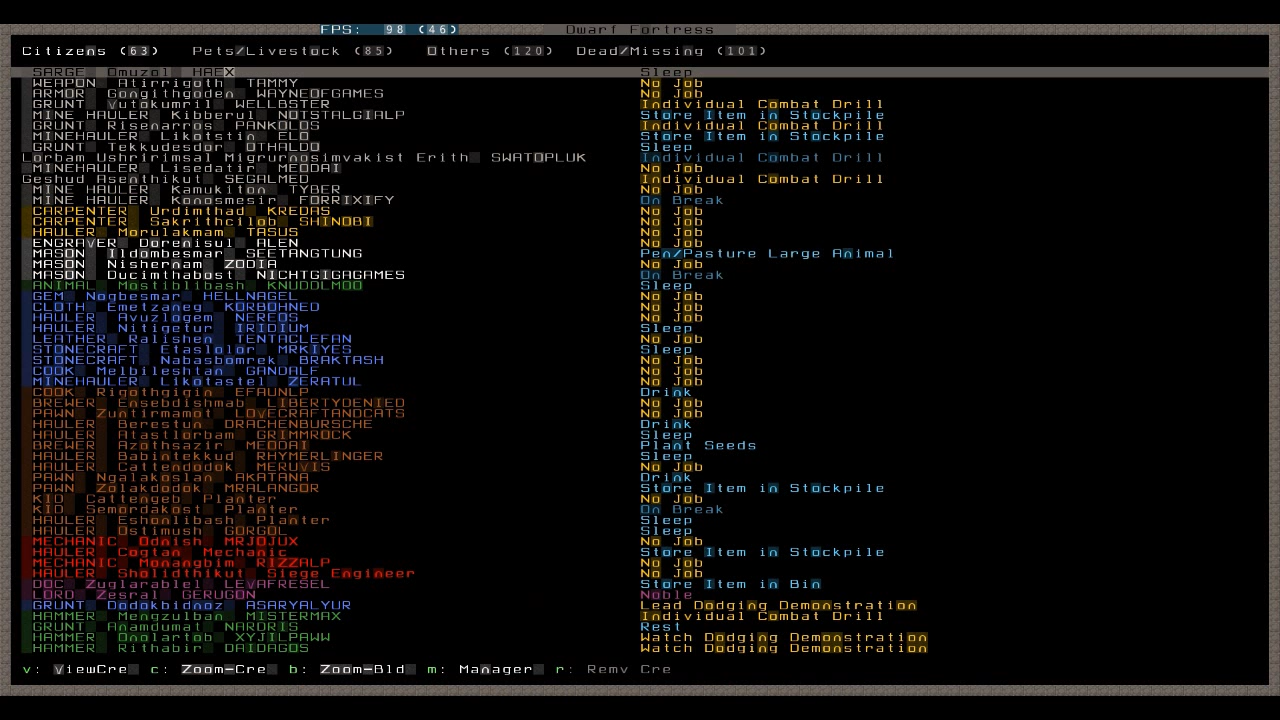 FPS: 98 (46) Dwarf Fortress
Citizens (63) Pets/Livestock (85) Others (120) Dead/Missing (101)
SARGE Omuzol HAEX Sleep
WEAPON Atirrigoth TAMMY No Job
ARMOR Gongithgoden WAYNEOFGAMES No Job
GRUNT Vutokumril WELLBSTER Individual Combat Drill
MINE HAULER Kibberul NOTSTALGIALP Store Item in Stockpile
GRUNT Risenarros PANKOLOS Individual Combat Drill
MINEHAULER Likotstin ELO Store Item in Stockpile
GRUNT Tekkudesdor OTHALDO Sleep
Lorbam Ushririmsal Migrurnosimvakist Erith SWATOPLUK Individual Combat Drill
MINEHAULER Lisedatir MEODAI No Job
Geshud Asenthikut SEGALMED Individual Combat Drill
MINE HAULER Kamukiton TYBER No Job
MINE HAULER Konosmesir FORRIXIFY On Break
CARPENTER Urdimthad KREDAS No Job
CARPENTER Sakrithcilob SHINOBI No Job
HAULER Morulakmam TASUS No Job
ENGRAVER Dorenisul ALEN No Job
MASON Ildombesmar SEETANGTUNG Pen/Pasture Large Animal
MASON Nishernam ZODIA No Job
MASON Ducimthabost NICHTGIGAGAMES On Break
ANIMAL Mostiblibash KNUDDLMOO Sleep
GEM Nogbesmar HELLNAGEL No Job
CLOTH Emetzaneg KORBOHNED No Job
HAULER Avuzlogem NEREOS No Job
HAULER Nitigetur IRIDIUM Sleep
LEATHER Ralishen TENTACLEFAN No Job
STONECRAFT Etaslolor MRKIYES Sleep
STONECRAFT Nabasbomrek BRAKTASH No Job
COOK Melbileshtan GANDALF No Job
MINEHAULER Likotastel ZERATUL No Job
COOK Rigothgigin EFAUNLP Drink
BREWER Ensebdishmab LIBERTYDENIED No Job
PAWN Zuntirmamot LOVECRAFTANDCATS No Job
HAULER Berestun DRACHENBURSCHE Drink
HAULER Atastlorbam GRIMMROCK Sleep
BREWER Azothsazir MEODAI Plant Seeds
HAULER Babintekkud RHYMERLINGER Sleep
HAULER Cattendodok MERUVIS No Job
PAWN Ngalakoslan AKATANA Drink
PAWN Zalakdodok MRALANGOR Store Item in Stockpile
KID Cattengeb Planter No Job
KID Semordakost Planter On Break
HAULER Eshonlibash Planter Sleep
HAULER Ostimush GORGOL Sleep
MECHANIC Odnish MRJOJUX No Job
HAULER Cogtan Mechanic Store Item in Stockpile
MECHANIC Monangbim RIZZALP No Job
HAULER Sholidthikut Siege Engineer No Job
DOC Zuglarablel LEVAFRESEL Store Item in Bin
LORD Zesral GERUGON Noble
GRUNT Dodokbidnoz ASARYALYUR Lead Dodging Demonstration
HAMMER Mengzulban MISTERMAX Individual Combat Drill
GRUNT Anamdumat NARORIS Rest
HAMMER Onolartob XYJILPAWW Watch Dodging Demonstration
HAMMER Rithabir DAIDAGOS Watch Dodging Demonstration
v: ViewCre c: Zoom-Cre b: Zoom-Bld m: Manager r: Remv Cre